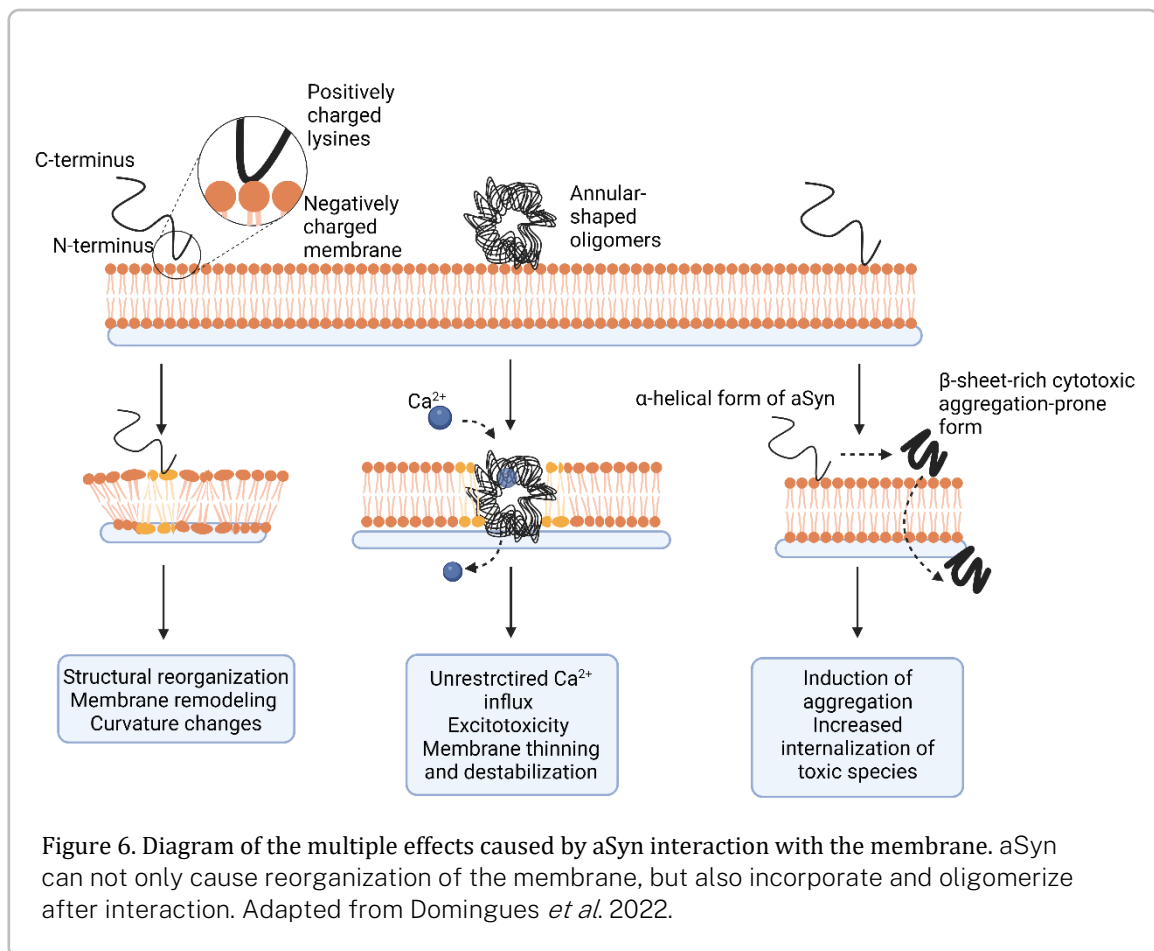 Positively
charged
lysines
C-terminus
N-terminus
Negatively
charged
membrane
Annular-
shaped
oligomers
Ca²⁺
α-helical form of aSyn
β-sheet-rich cytotoxic
aggregation-prone
form
Structural reorganization
Membrane remodeling
Curvature changes
Unrestrctired Ca²⁺
influx
Excitotoxicity
Membrane thinning
and destabilization
Induction of
aggregation
Increased
internalization of
toxic species
Figure 6. Diagram of the multiple effects caused by aSyn interaction with the membrane. aSyn
can not only cause reorganization of the membrane, but also incorporate and oligomerize
after interaction. Adapted from Domingues et al. 2022.